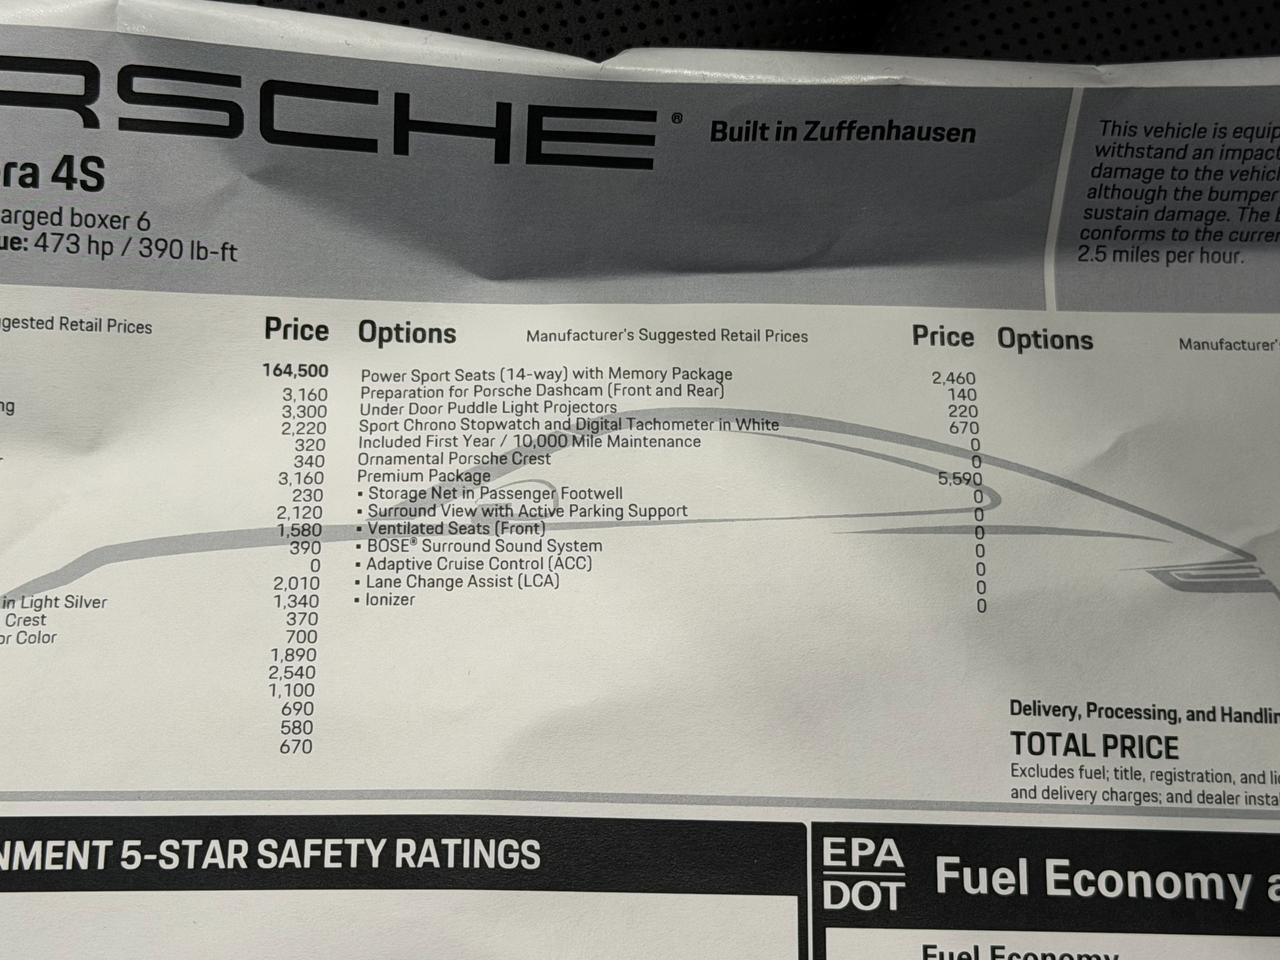 RSCHE® Built in Zuffenhausen
ra 4S
arged boxer 6
ue: 473 hp / 390 lb-ft
This vehicle is equip
withstand an impact
damage to the vehicl
although the bumper
sustain damage. The b
conforms to the curren
2.5 miles per hour.
gested Retail Prices Price
164,500
3,160
ng 3,300
2,220
320
r 340
3,160
230
2,120
1,580
390
0
2,010
in Light Silver 1,340
Crest 370
or Color 700
1,890
2,540
1,100
690
580
670
Options Manufacturer's Suggested Retail Prices Price
Power Sport Seats (14-way) with Memory Package 2,460
Preparation for Porsche Dashcam (Front and Rear) 140
Under Door Puddle Light Projectors 220
Sport Chrono Stopwatch and Digital Tachometer in White 670
Included First Year / 10,000 Mile Maintenance 0
Ornamental Porsche Crest 0
Premium Package 5,590
▪ Storage Net in Passenger Footwell 0
▪ Surround View with Active Parking Support 0
▪ Ventilated Seats (Front) 0
▪ BOSE® Surround Sound System 0
▪ Adaptive Cruise Control (ACC) 0
▪ Lane Change Assist (LCA) 0
▪ Ionizer 0
Options Manufacturer's
Delivery, Processing, and Handlin
TOTAL PRICE
Excludes fuel; title, registration, and li
and delivery charges; and dealer insta
NMENT 5-STAR SAFETY RATINGS
EPA
DOT
Fuel Economy a
Fuel Economy